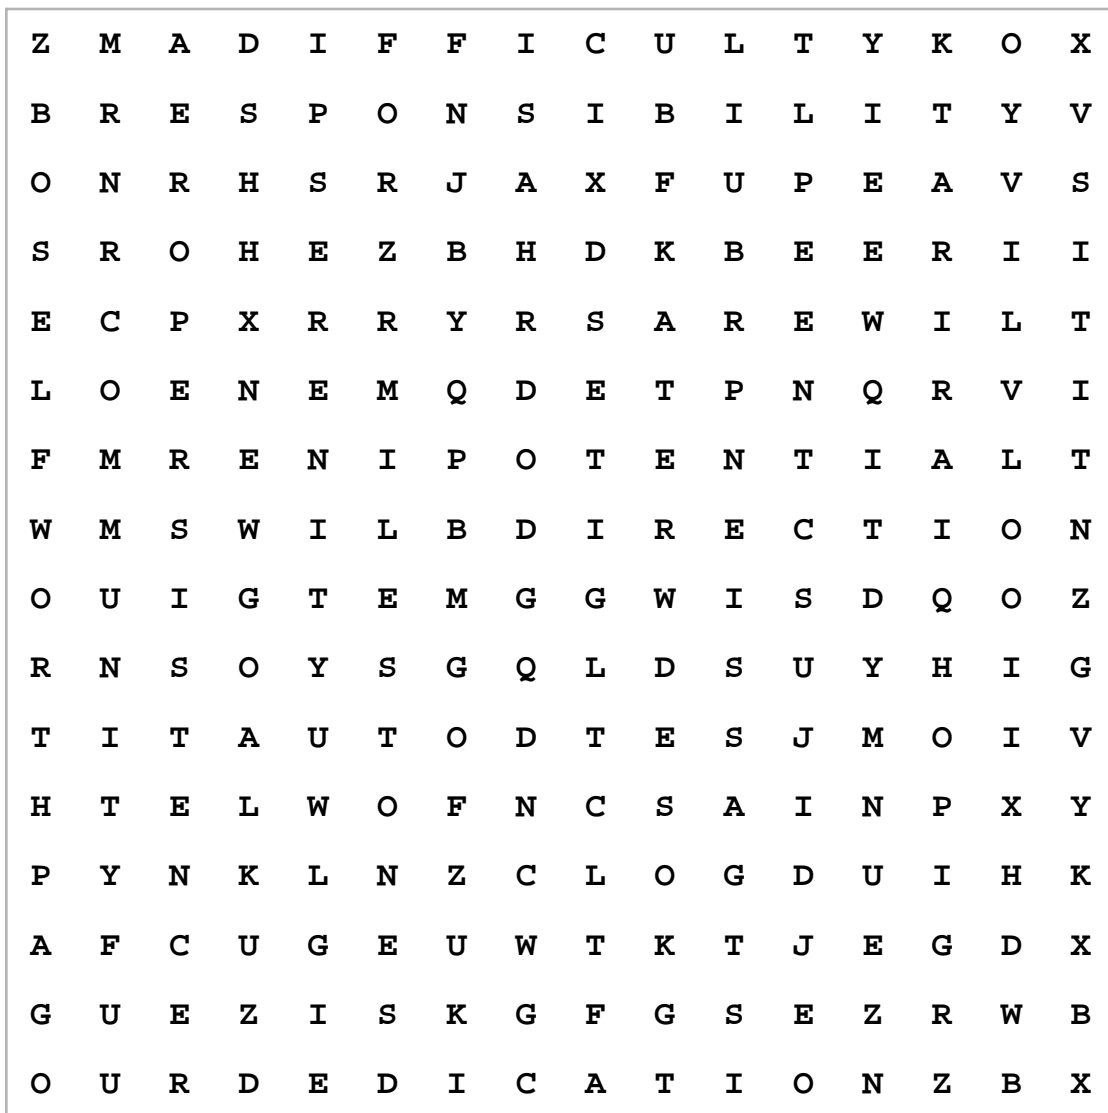 Z M A D I F F I C U L T Y K O X
B R E S P O N S I B I L I T Y V
O N R H S R J A X F U P E A V S
S R O H E Z B H D K B E E R I I
E C P X R R Y R S A R E W I L T
L O E N E M Q D E T P N Q R V I
F M R E N I P O T E N T I A L T
W M S W I L B D I R E C T I O N
O U I G T E M G G W I S D Q O Z
R N S O Y S G Q L D S U Y H I G
T I T A U T O D T E S J M O I V
H T E L W O F N C S A I N P X Y
P Y N K L N Z C L O G D U I H K
A F C U G E U W T K T J E G D X
G U E Z I S K G F G S E Z R W B
O U R D E D I C A T I O N Z B X